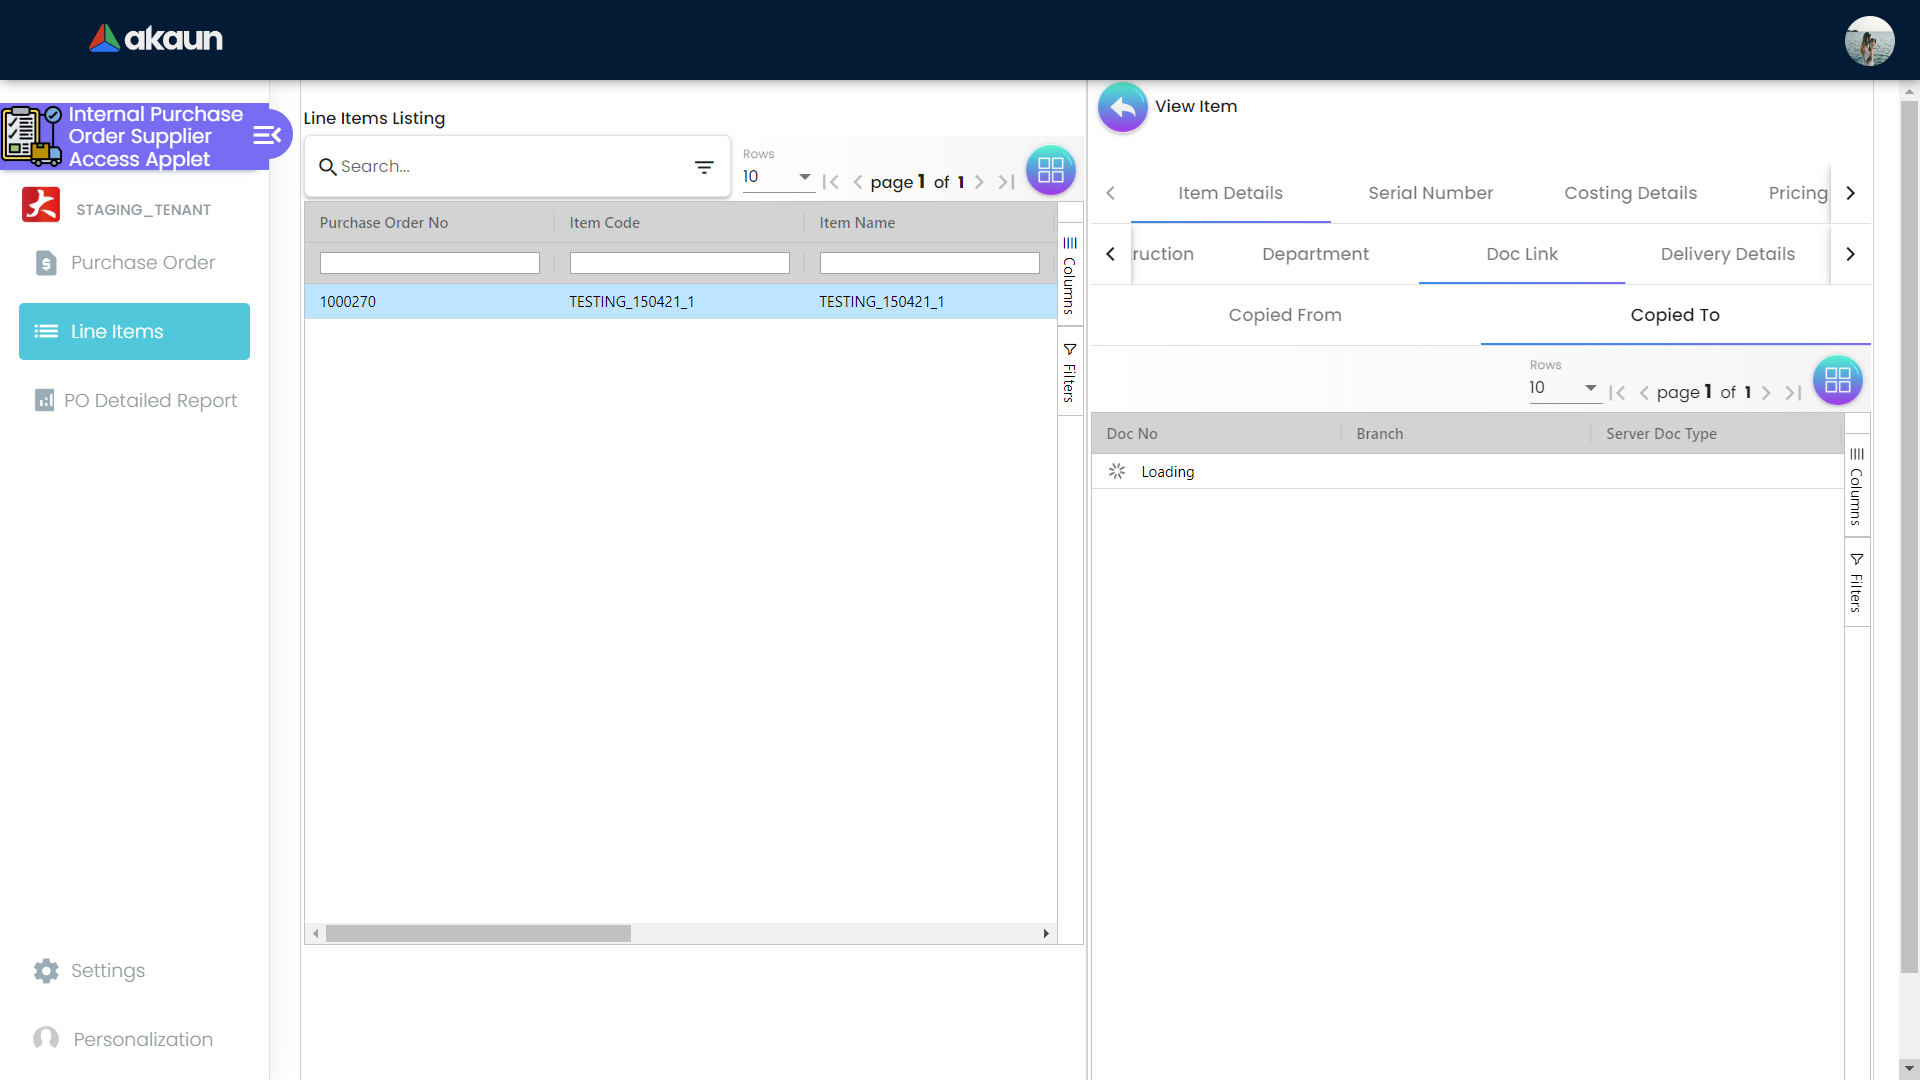 akaun
Internal Purchase
Order Supplier
Access Applet
STAGING_TENANT
Purchase Order
Line Items
PO Detailed Report
Settings
Personalization
Line Items Listing
Search...
Rows
10
page 1 of 1
Purchase Order No
Item Code
Item Name
1000270
TESTING_150421_1
TESTING_150421_1
Columns
Filters
View Item
Item Details
Serial Number
Costing Details
Pricing
ruction
Department
Doc Link
Delivery Details
Copied From
Copied To
Rows
10
page 1 of 1
Doc No
Branch
Server Doc Type
Loading
Columns
Filters